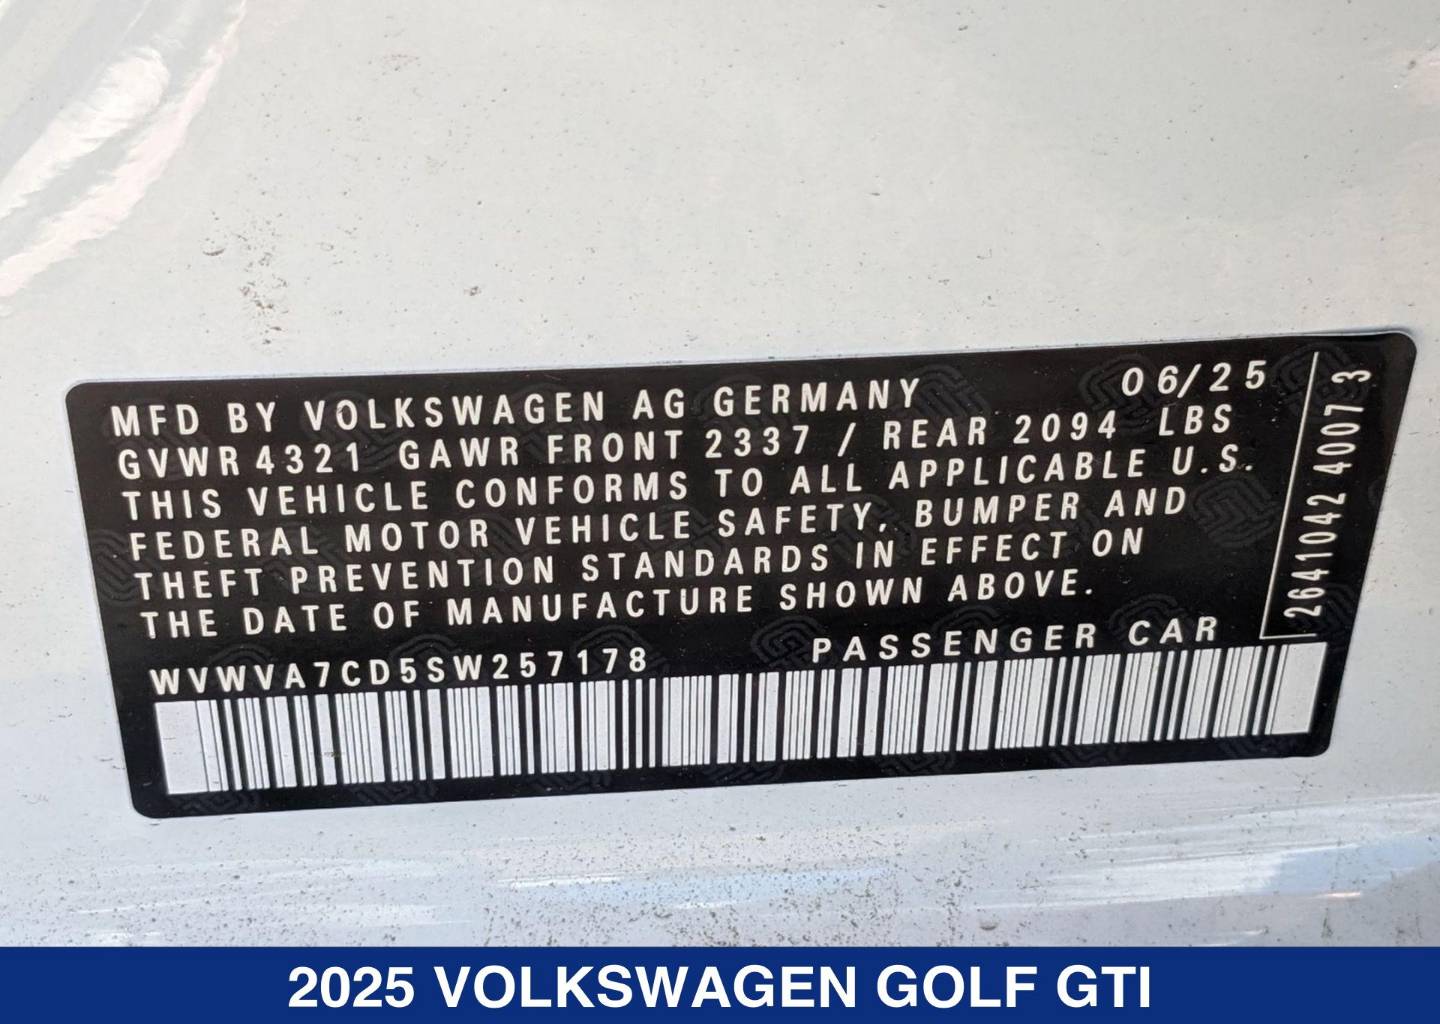 MFD BY VOLKSWAGEN AG GERMANY 06/25
GVWR 4321 GAWR FRONT 2337 / REAR 2094 LBS
THIS VEHICLE CONFORMS TO ALL APPLICABLE U.S.
FEDERAL MOTOR VEHICLE SAFETY, BUMPER AND
THEFT PREVENTION STANDARDS IN EFFECT ON
THE DATE OF MANUFACTURE SHOWN ABOVE.
WVWVA7CD5SW257178 PASSENGER CAR
2641042 4007 3
2025 VOLKSWAGEN GOLF GTI